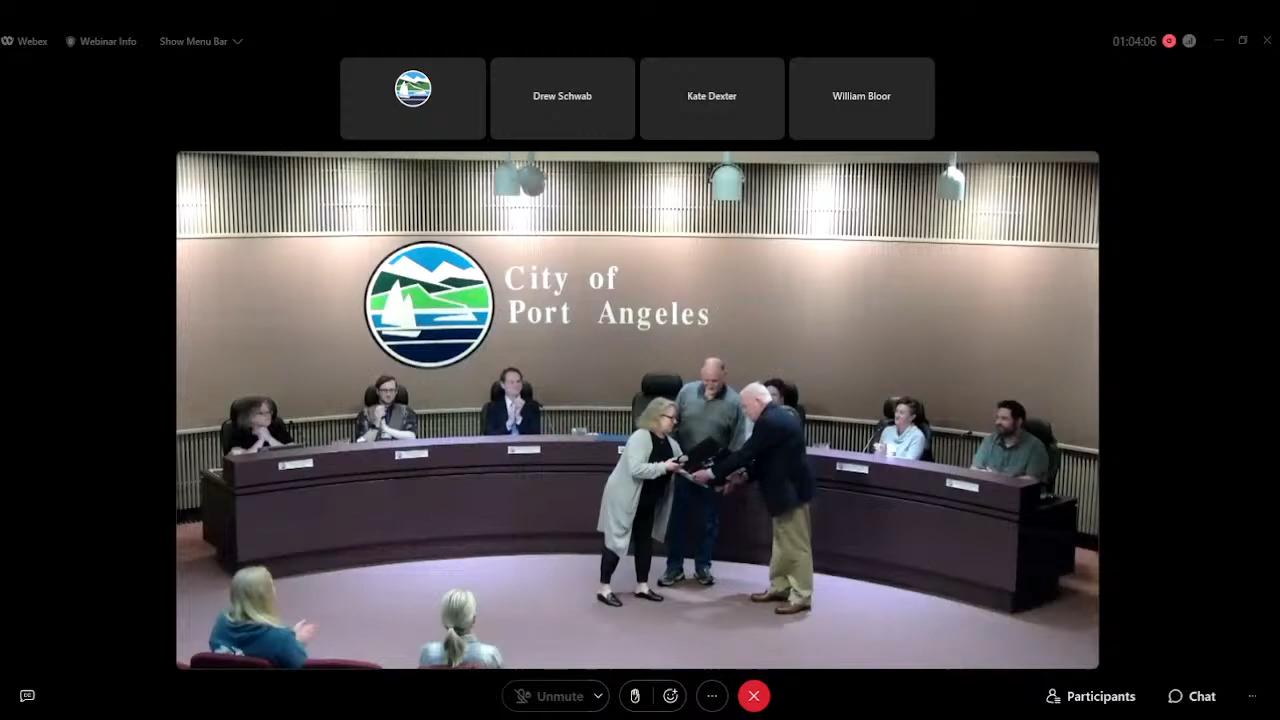 Webex
Webinar Info
Show Menu Bar
01:04:06
Drew Schwab
Kate Dexter
William Bloor
City of
Port Angeles
Unmute
Participants
Chat